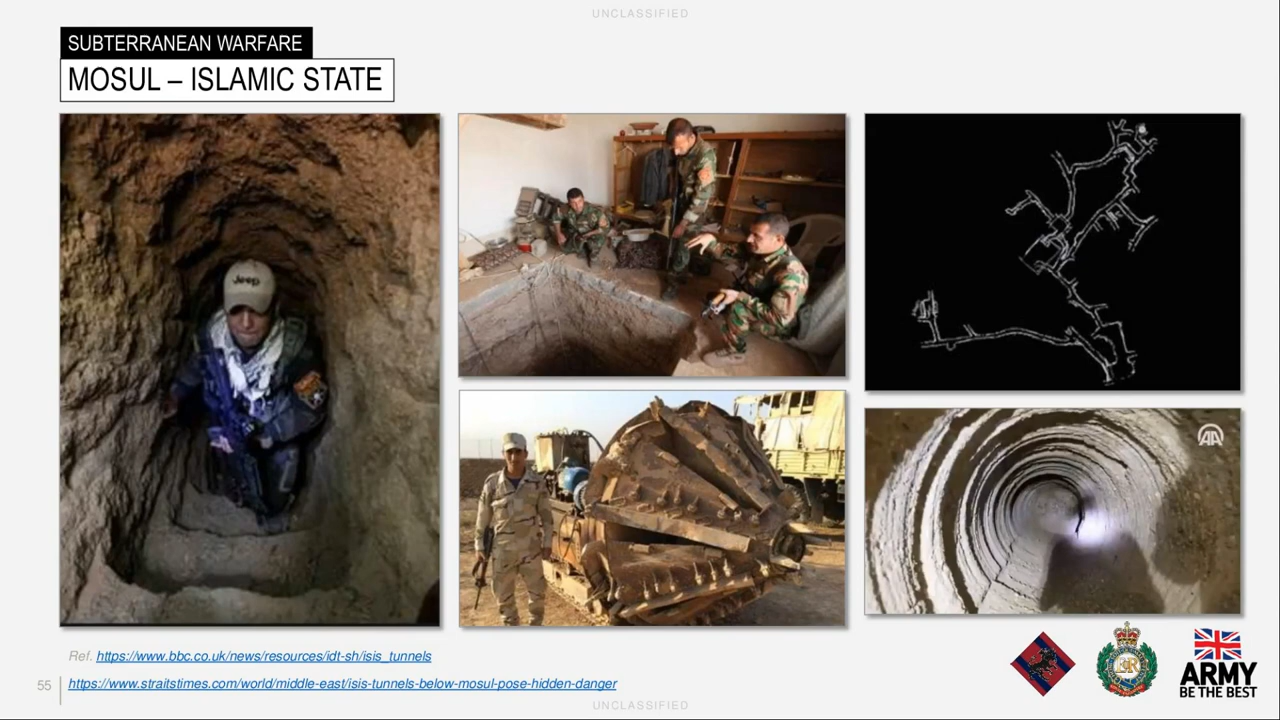 UNCLASSIFIED
SUBTERRANEAN WARFARE
MOSUL – ISLAMIC STATE
Jeep
AA
Ref. https://www.bbc.co.uk/news/resources/idt-sh/isis_tunnels
55
https://www.straitstimes.com/world/middle-east/isis-tunnels-below-mosul-pose-hidden-danger
E R
ARMY
BE THE BEST
UNCLASSIFIED